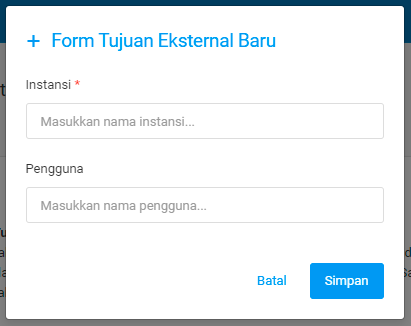 + Form Tujuan Eksternal Baru
Instansi *
Masukkan nama instansi...
Pengguna
Masukkan nama pengguna...
Batal Simpan